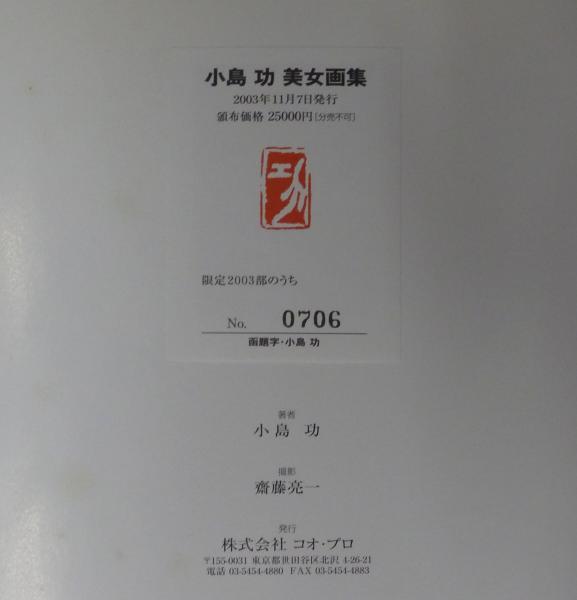 小島 功 美女画集
2003年11月7日発行
頒布価格 25000円[分売不可]
功
限定2003部のうち
No. 0706
函題字・小島 功
著者
小島 功
撮影
齋藤亮一
発行
株式会社 コオ・プロ
〒155-0031 東京都世田谷区北沢 4-26-21
電話 03-5454-4880 FAX 03-5454-4883